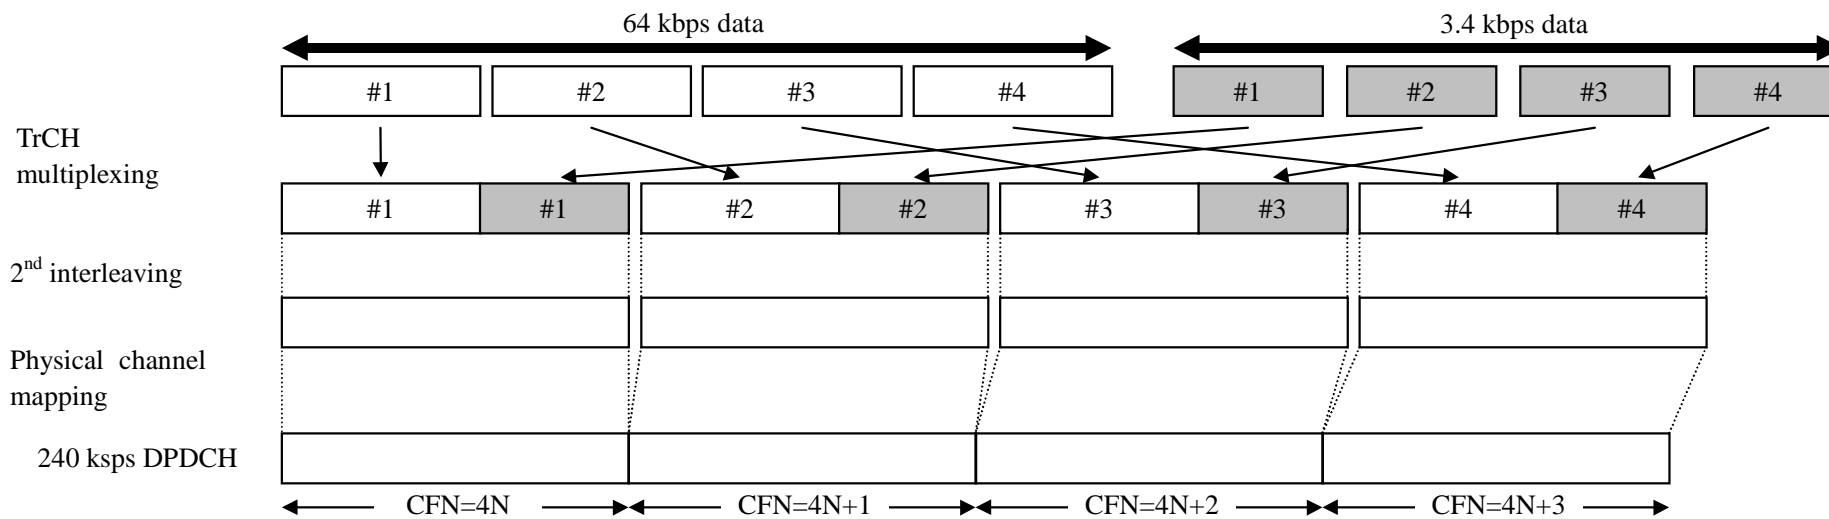 64 kbps data 3.4 kbps data
#1 #2 #3 #4 #1 #2 #3 #4
TrCH
multiplexing
#1 #1 #2 #2 #3 #3 #4 #4
2nd interleaving
Physical channel
mapping
240 ksps DPDCH
CFN=4N CFN=4N+1 CFN=4N+2 CFN=4N+3